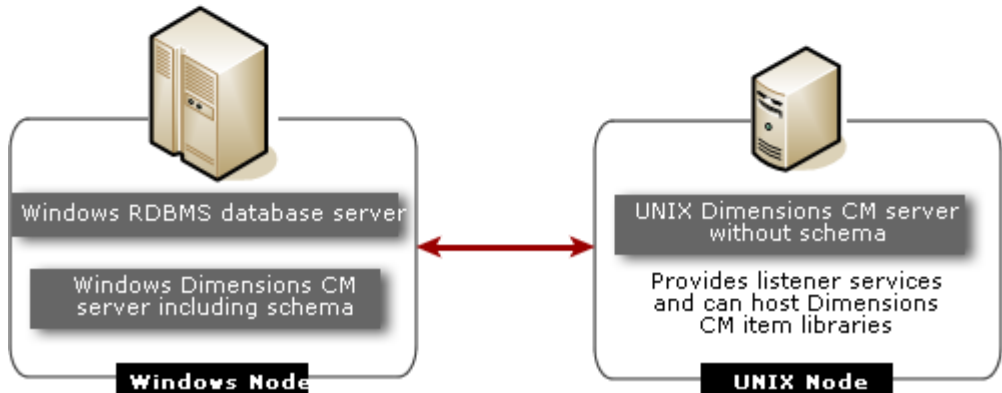 Windows RDBMS database server
Windows Dimensions CM
server including schema
Windows Node
UNIX Dimensions CM server
without schema
Provides listener services
and can host Dimensions
CM item libraries
UNIX Node